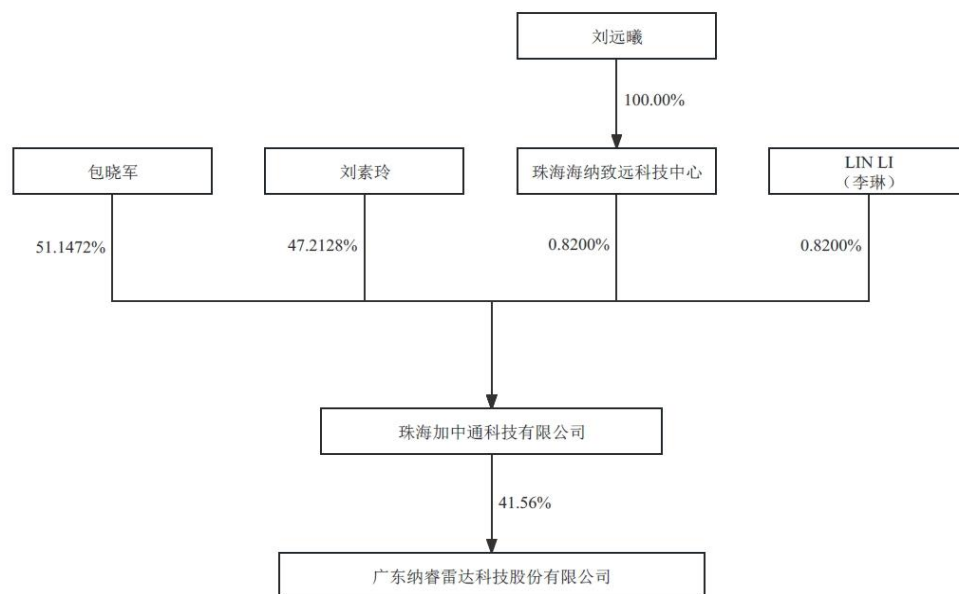 刘远曦
100.00%
包晓军
刘素玲
珠海海纳致远科技中心
LIN LI
（李琳）
51.1472%
47.2128%
0.8200%
0.8200%
珠海加中通科技有限公司
41.56%
广东纳睿雷达科技股份有限公司